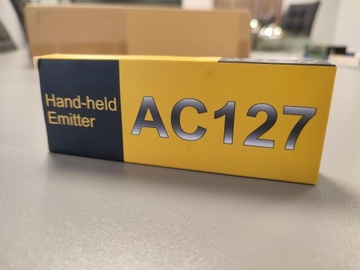 Hand-held
Emitter
AC127